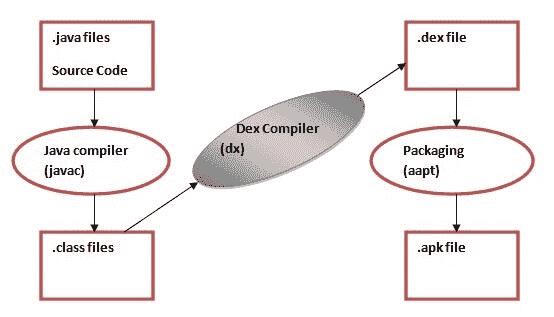 .java files
Source Code
Java compiler
(javac)
.class files
Dex Compiler
(dx)
.dex file
Packaging
(aapt)
.apk file